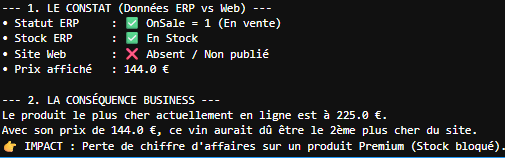 --- 1. LE CONSTAT (Données ERP vs Web) ---
• Statut ERP    : ✅ OnSale = 1 (En vente)
• Stock ERP     : ✅ En Stock
• Site Web      : ❌ Absent / Non publié
• Prix affiché  : 144.0 €

--- 2. LA CONSÉQUENCE BUSINESS ---
Le produit le plus cher actuellement en ligne est à 225.0 €.
Avec son prix de 144.0 €, ce vin aurait dû être le 2ème plus cher du site.
👉 IMPACT : Perte de chiffre d'affaires sur un produit Premium (Stock bloqué).